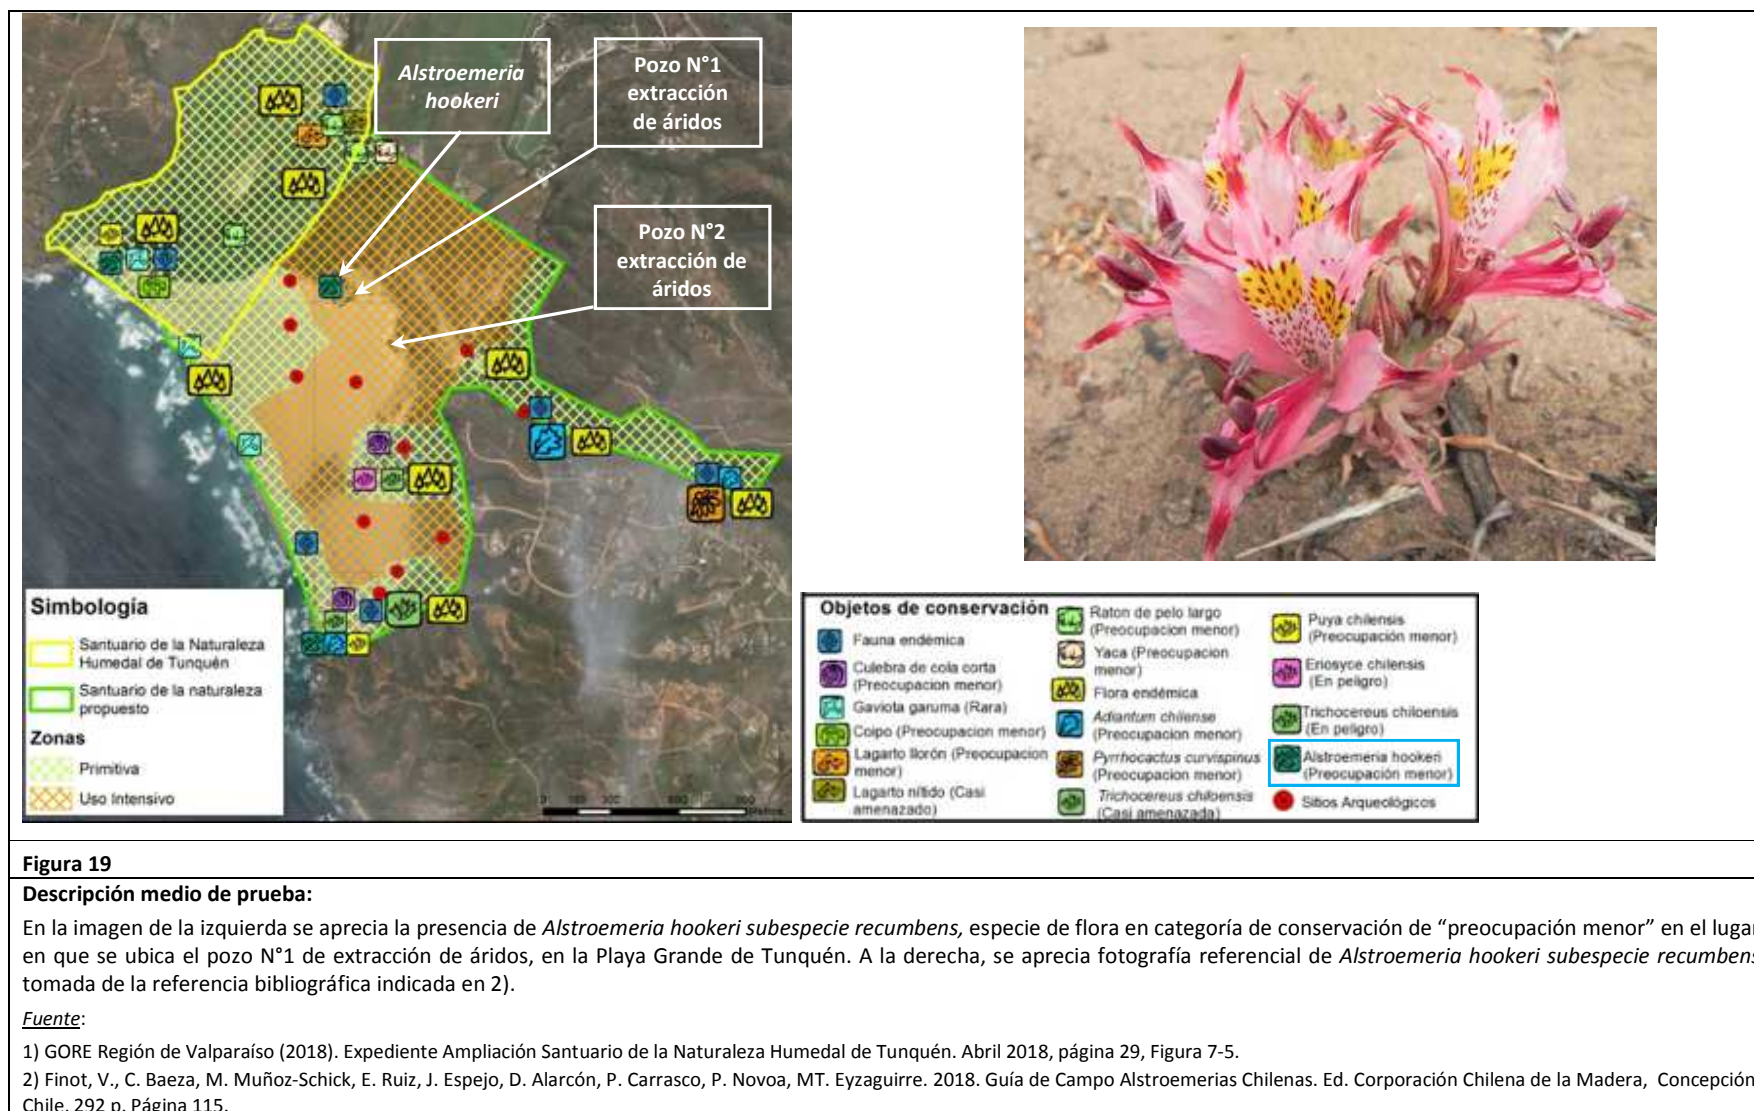 Alstroemeria
hookeri
Pozo N°1
extracción
de áridos
Pozo N°2
extracción de
áridos
Simbología
Santuario de la Naturaleza
Humedal de Tunquén
Santuario de la naturaleza
propuesto
Zonas
Primitiva
Uso Intensivo
Objetos de conservación
Fauna endémica
Culebra de cola corta
(Preocupacion menor)
Gaviota garuma (Rara)
Coipo (Preocupacion menor)
Lagarto llorón (Preocupacion
menor)
Lagarto nítido (Casi
amenazado)
Raton de pelo largo
(Preocupacion menor)
Yaca (Preocupacion
menor)
Flora endémica
Adiantum chilense
(Preocupacion menor)
Pyrrhocactus curvispinus
(Preocupacion menor)
Trichocereus chiloensis
(Casi amenazada)
Puya chilensis
(Preocupación menor)
Eriosyce chilensis
(En peligro)
Trichocereus chiloensis
(En peligro)
Alstroemeria hookeri
(Preocupación menor)
Sitios Arqueológicos
Figura 19
Descripción medio de prueba:
En la imagen de la izquierda se aprecia la presencia de Alstroemeria hookeri subespecie recumbens, especie de flora en categoría de conservación de “preocupación menor” en el lugar
en que se ubica el pozo N°1 de extracción de áridos, en la Playa Grande de Tunquén. A la derecha, se aprecia fotografía referencial de Alstroemeria hookeri subespecie recumbens
tomada de la referencia bibliográfica indicada en 2).
Fuente:
1) GORE Región de Valparaíso (2018). Expediente Ampliación Santuario de la Naturaleza Humedal de Tunquén. Abril 2018, página 29, Figura 7-5.
2) Finot, V., C. Baeza, M. Muñoz-Schick, E. Ruiz, J. Espejo, D. Alarcón, P. Carrasco, P. Novoa, MT. Eyzaguirre. 2018. Guía de Campo Alstroemerias Chilenas. Ed. Corporación Chilena de la Madera, Concepción
Chile. 292 p. Página 115.